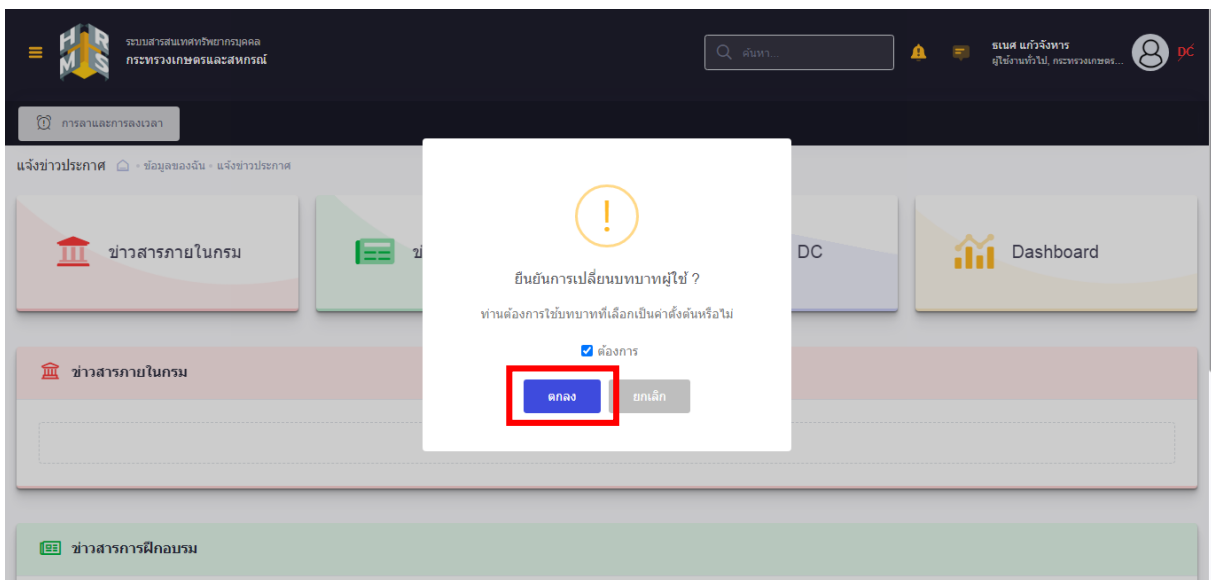 HR
MS
ระบบสารสนเทศทรัพยากรบุคคล
กระทรวงเกษตรและสหกรณ์
ค้นหา...
ธเนศ แก้วจังหาร
ผู้ใช้งานทั่วไป, กระทรวงเกษตร...
การลาและการลงเวลา
แจ้งข่าวประกาศ - ข้อมูลของฉัน - แจ้งข่าวประกาศ
ข่าวสารภายในกรม
DC
Dashboard
!
ยืนยันการเปลี่ยนบทบาทผู้ใช้ ?
ท่านต้องการใช้บทบาทที่เลือกเป็นค่าตั้งต้นหรือไม่
ต้องการ
ตกลง ยกเลิก
ข่าวสารภายในกรม
ข่าวสารการฝึกอบรม